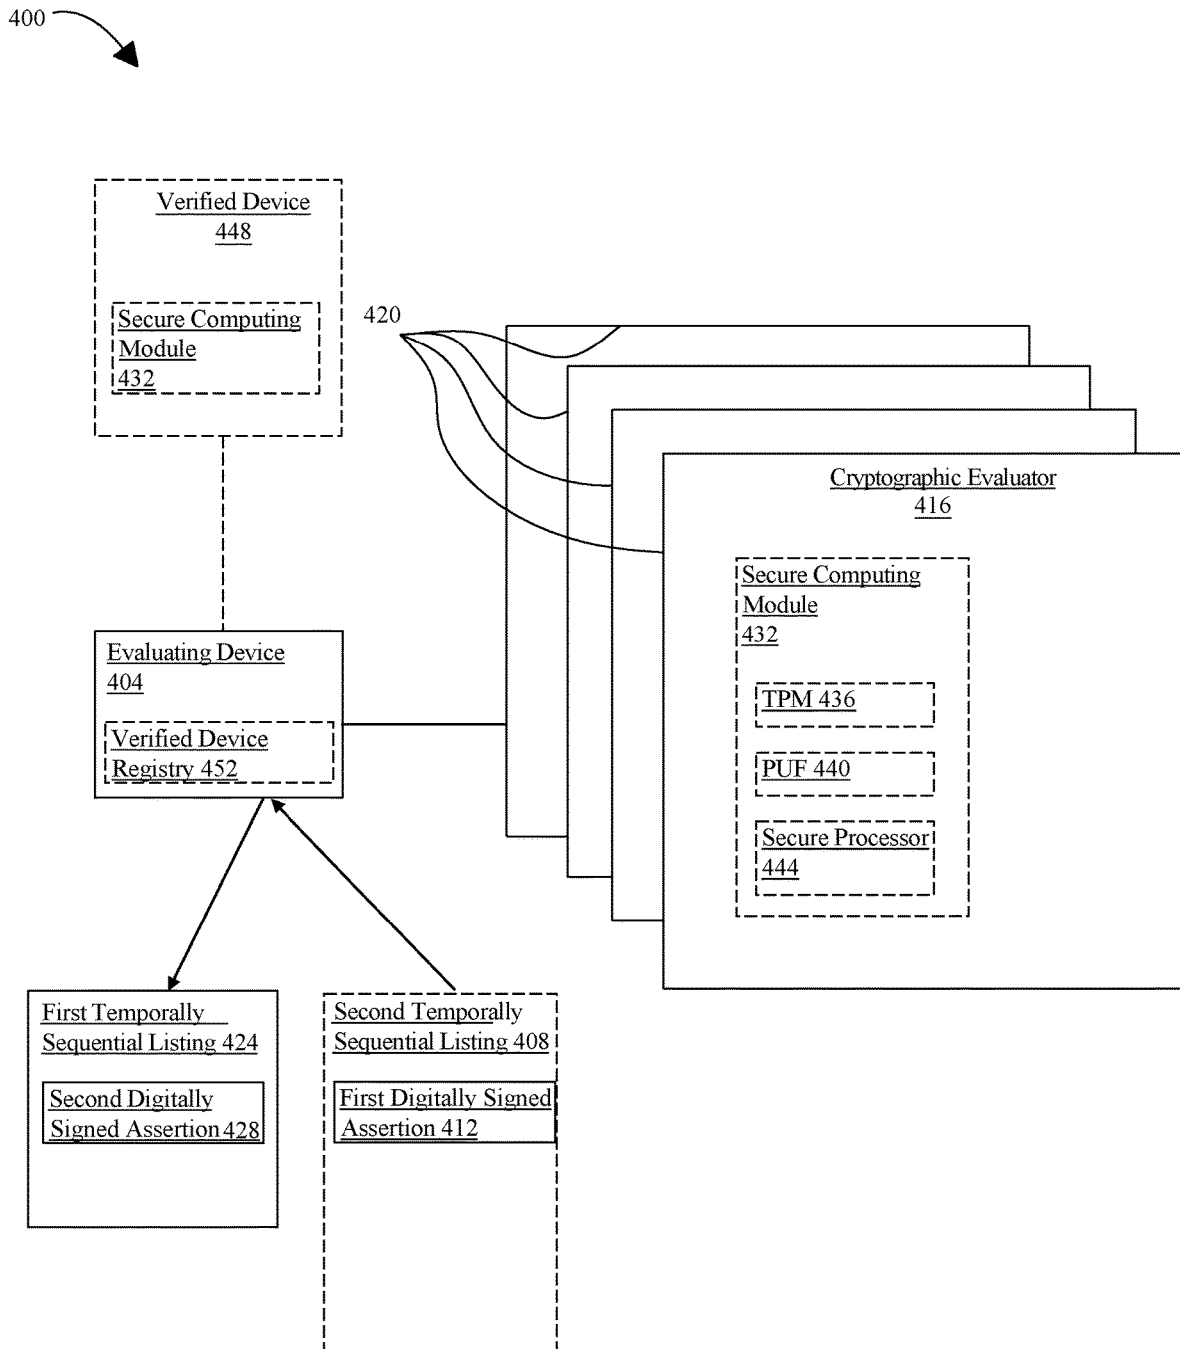 400
Verified Device
448
Secure Computing
Module
432
420
Cryptographic Evaluator
416
Secure Computing
Module
432
TPM 436
PUF 440
Secure Processor
444
Evaluating Device
404
Verified Device
Registry 452
First Temporally
Sequential Listing 424
Second Digitally
Signed Assertion 428
Second Temporally
Sequential Listing 408
First Digitally Signed
Assertion 412